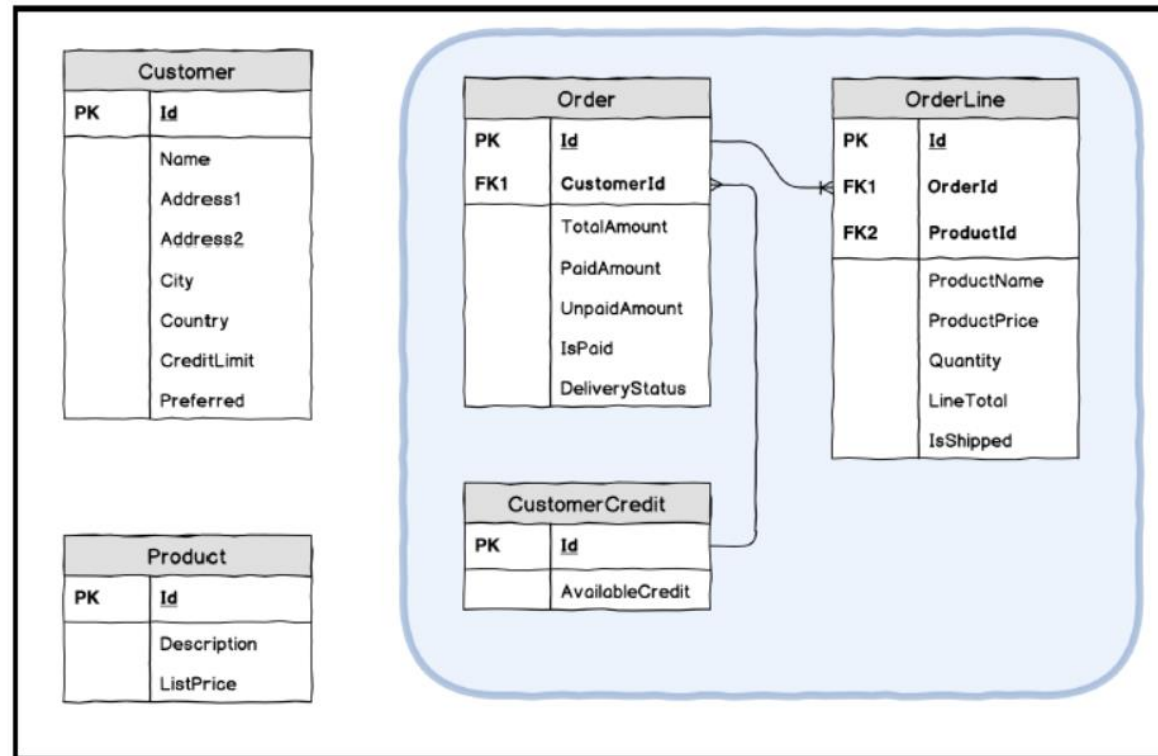 Customer
PK Id
Name
Address1
Address2
City
Country
CreditLimit
Preferred
Order
PK Id
FK1 CustomerId
TotalAmount
PaidAmount
UnpaidAmount
IsPaid
DeliveryStatus
OrderLine
PK Id
FK1 OrderId
FK2 ProductId
ProductName
ProductPrice
Quantity
LineTotal
IsShipped
CustomerCredit
PK Id
AvailableCredit
Product
PK Id
Description
ListPrice